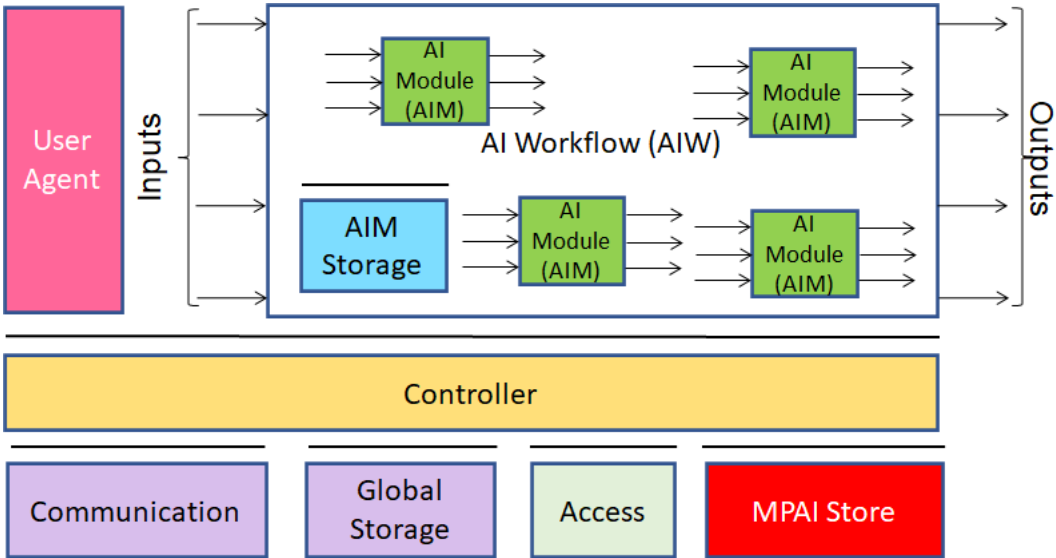 User
Agent
Inputs
AI
Module
(AIM)
AI
Module
(AIM)
AI Workflow (AIW)
AIM
Storage
AI
Module
(AIM)
AI
Module
(AIM)
Outputs
Controller
Communication
Global
Storage
Access
MPAI Store